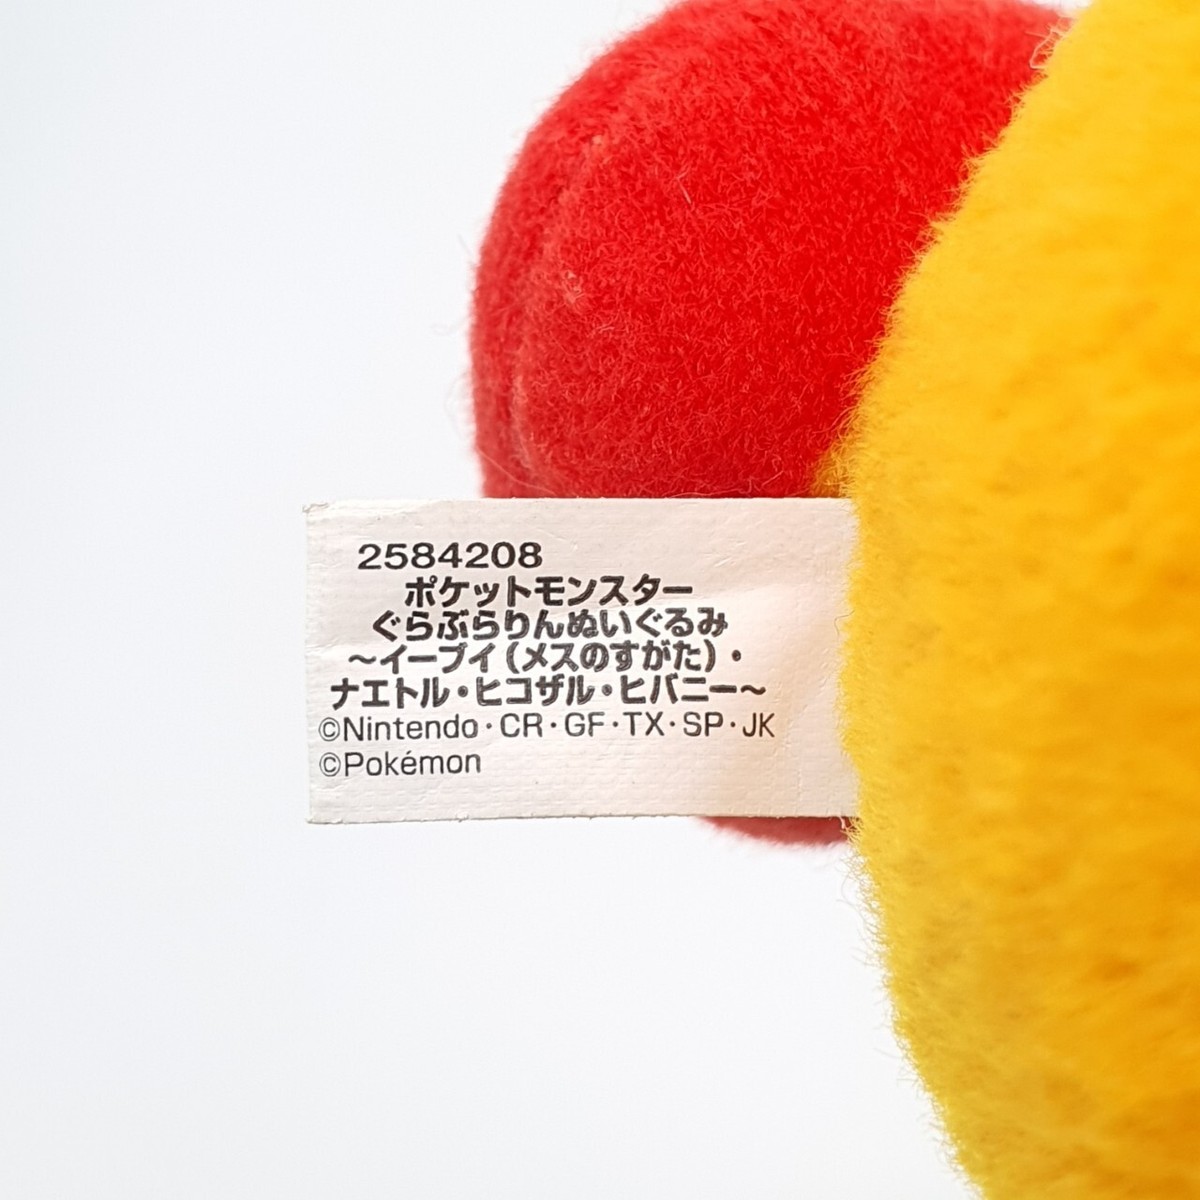 2584208
ポケットモンスター
ぐらぶらりんぬいぐるみ
～イーブイ（メスのすがた）・
ナエトル・ヒコザル・ヒバニー～
©Nintendo・CR・GF・TX・SP・JK
©Pokémon